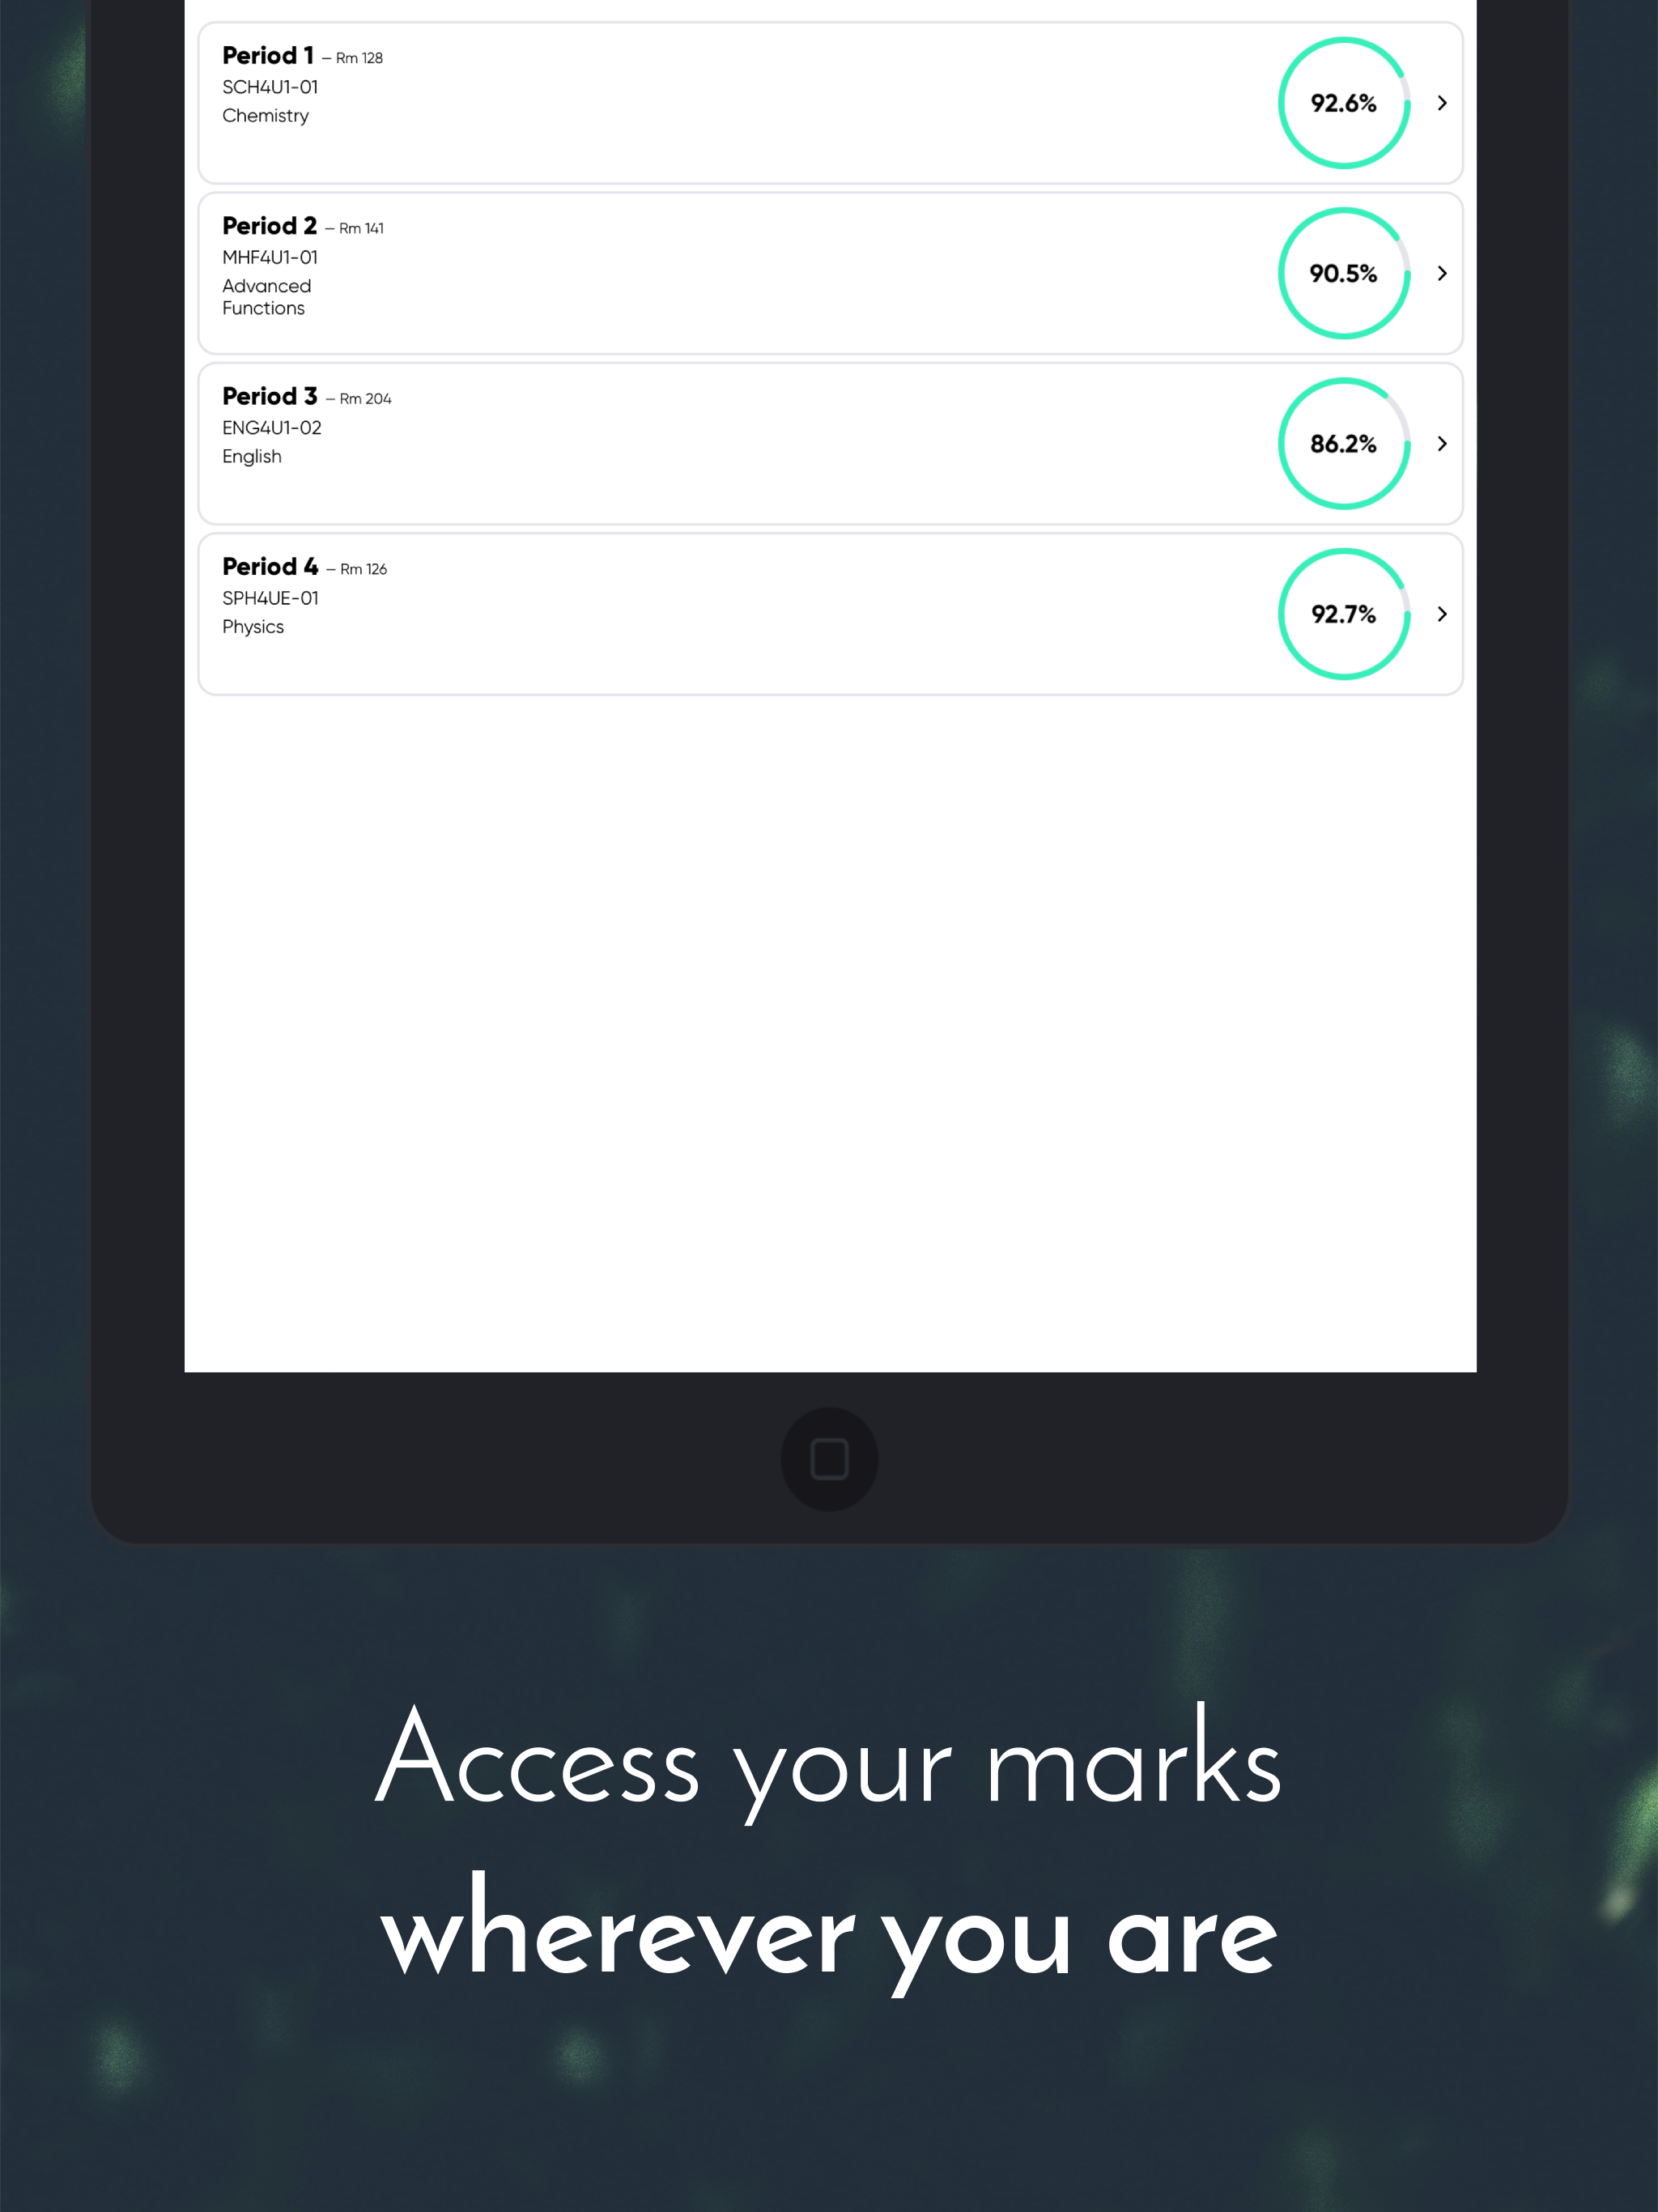 Period 1 – Rm 128
SCH4U1-01
Chemistry
92.6%
Period 2 – Rm 141
MHF4U1-01
Advanced
Functions
90.5%
Period 3 – Rm 204
ENG4U1-02
English
86.2%
Period 4 – Rm 126
SPH4UE-01
Physics
92.7%
Access your marks
wherever you are